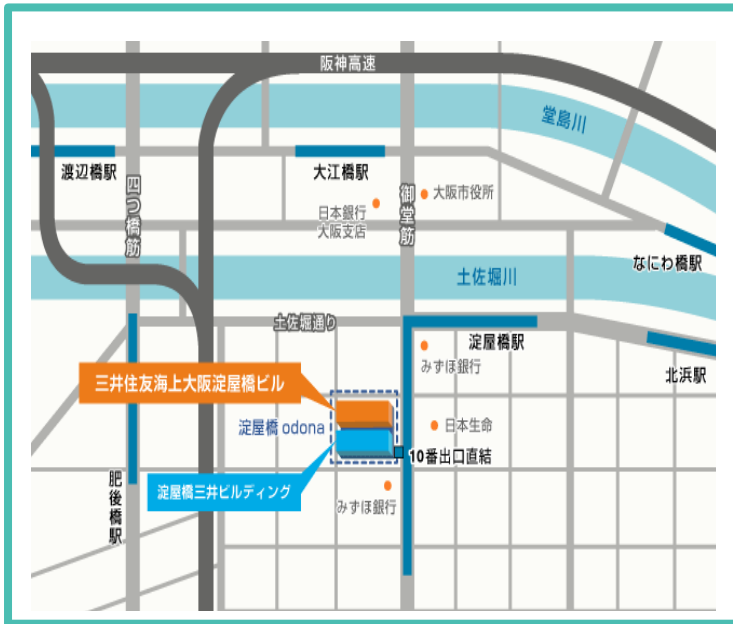 阪神高速
堂島川
渡辺橋駅
四つ橋筋
大江橋駅
御堂筋
大阪市役所
日本銀行
大阪支店
なにわ橋駅
土佐堀川
土佐堀通り
淀屋橋駅
みずほ銀行
北浜駅
三井住友海上大阪淀屋橋ビル
淀屋橋 odona
日本生命
10番出口直結
肥後橋駅
淀屋橋三井ビルディング
みずほ銀行